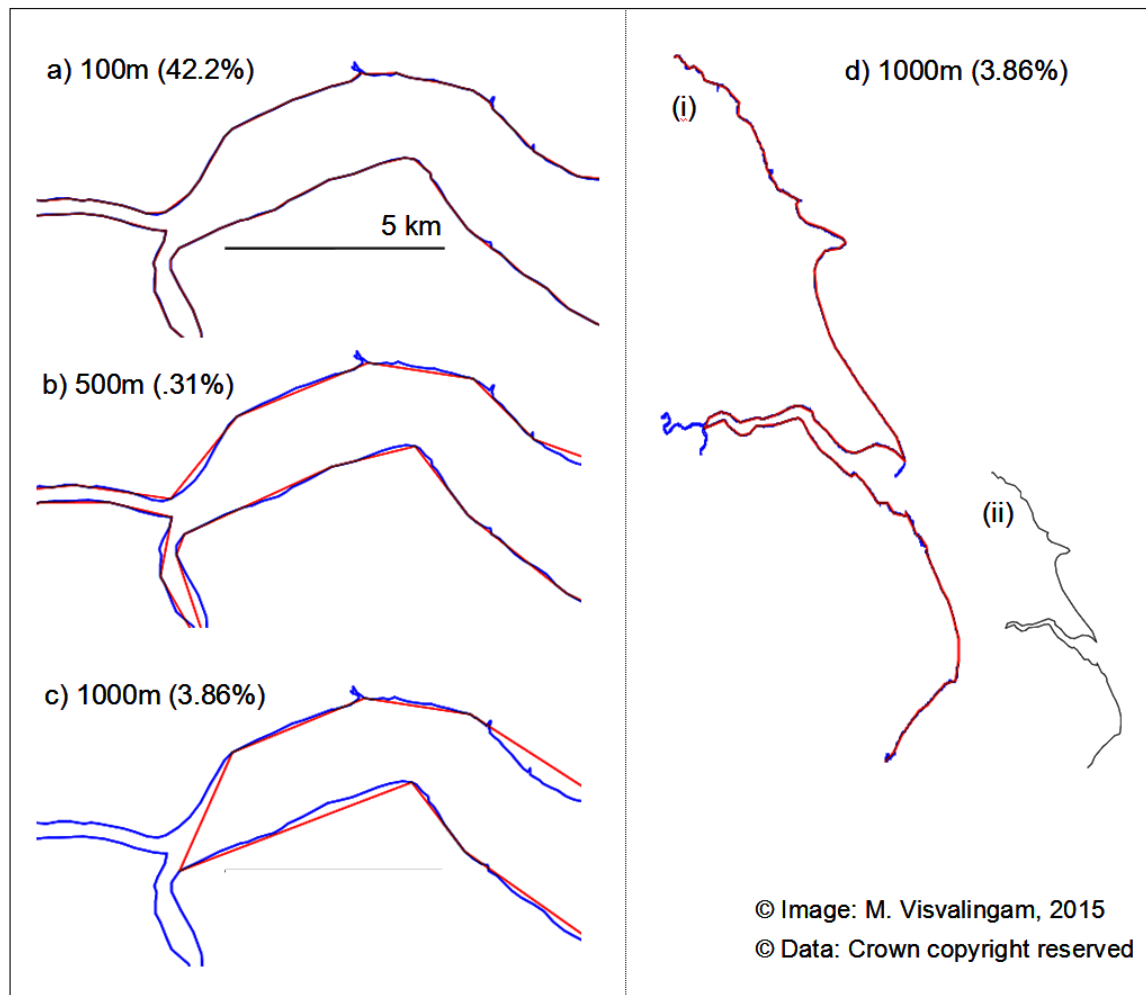 a) 100m (42.2%)
5 km
b) 500m (.31%)
c) 1000m (3.86%)
d) 1000m (3.86%)
(i)
(ii)
© Image: M. Visvalingam, 2015
© Data: Crown copyright reserved